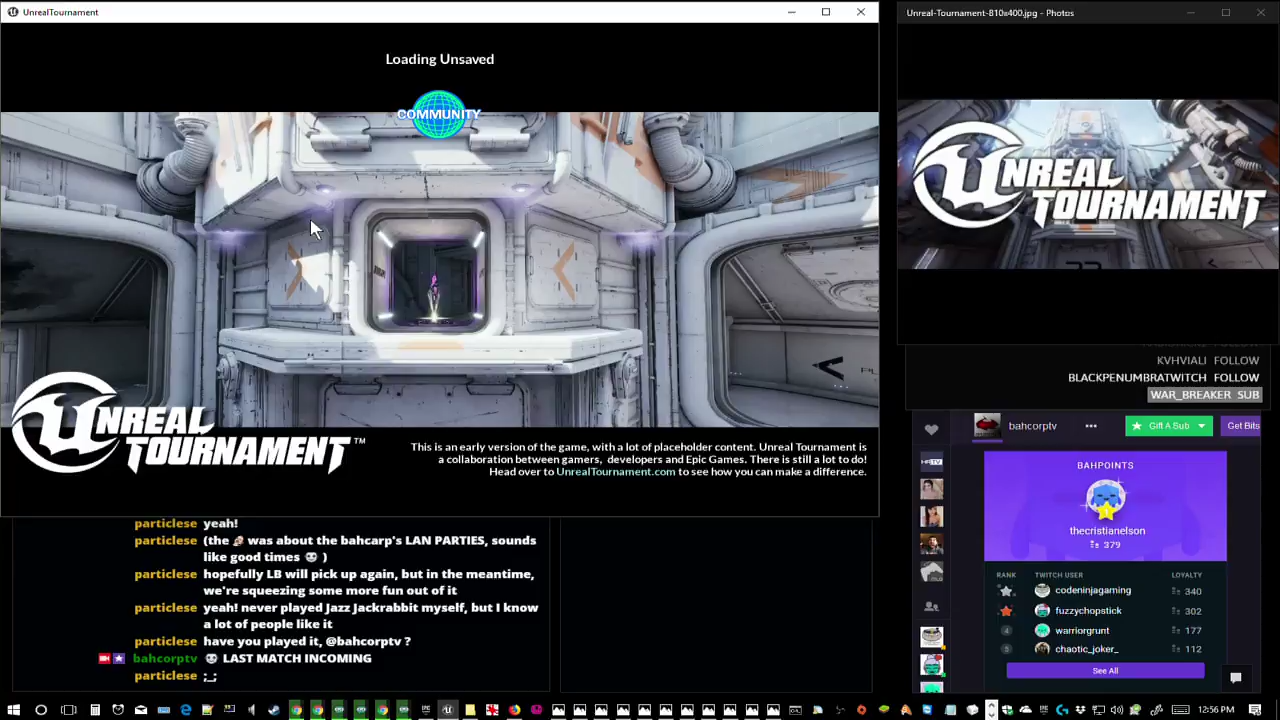 UnrealTournament
Loading Unsaved
COMMUNITY
UNREAL
TOURNAMENT™
This is an early version of the game, with a lot of placeholder content. Unreal Tournament is
a collaboration between gamers, developers and Epic Games. There is still a lot to do!
Head over to UnrealTournament.com to see how you can make a difference.
Unreal-Tournament-810x400.jpg - Photos
UNREAL
TOURNAMENT
KVHVIALI FOLLOW
BLACKPENUMBRATWITCH FOLLOW
WAR_BREAKER SUB
bahcorptv
Gift A Sub
Get Bits
BAHPOINTS
thecristianelson
379
RANK TWITCH USER LOYALTY
codeninjagaming 340
fuzzychopstick 302
4 warriorgrunt 177
5 chaotic_joker_ 112
See All
particlese yeah!
particlese (the was about the bahcarp's LAN PARTIES, sounds
like good times )
particlese hopefully LB will pick up again, but in the meantime,
we're squeezing some more fun out of it
particlese yeah! never played Jazz Jackrabbit myself, but I know
a lot of people like it
particlese have you played it, @bahcorptv ?
bahcorptv LAST MATCH INCOMING
particlese ;_;
12:56 PM